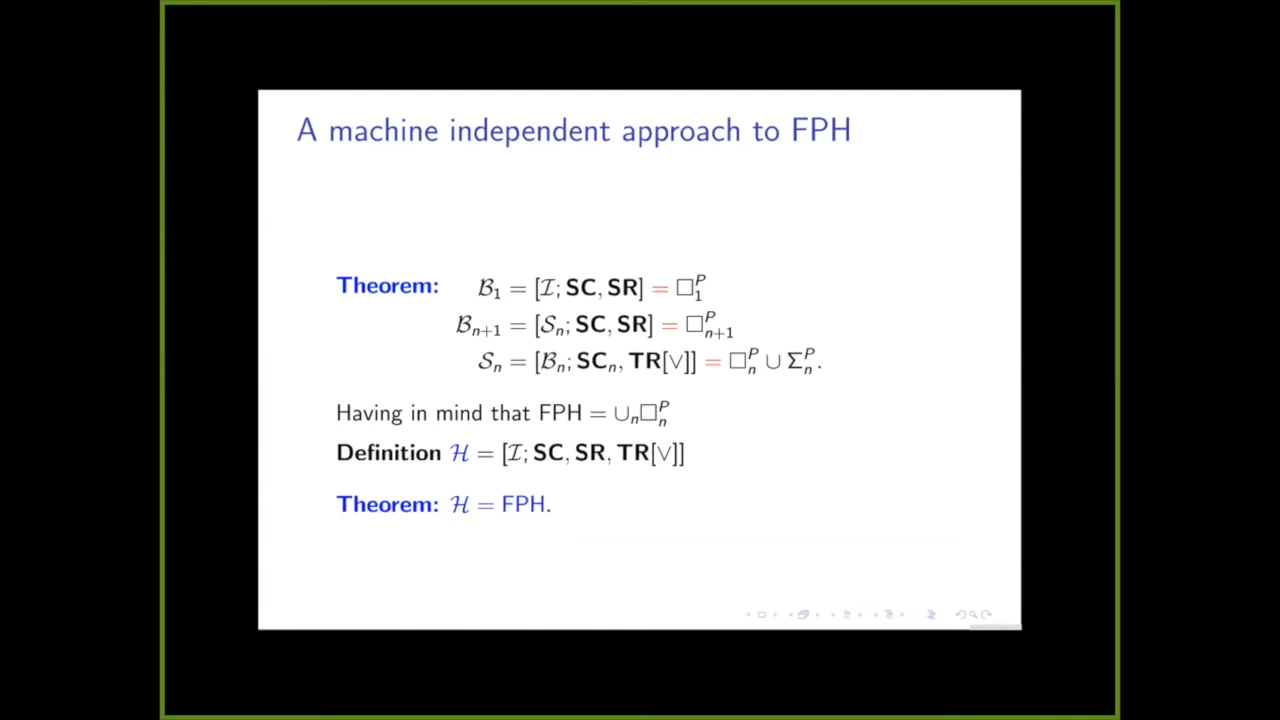 A machine independent approach to FPH
Theorem: ℬ₁ = [ℐ; SC, SR] = □₁ᴾ
ℬₙ₊₁ = [𝒮ₙ; SC, SR] = □ₙ₊₁ᴾ
𝒮ₙ = [ℬₙ; SCₙ, TR[∨]] = □ₙᴾ ∪ Σₙᴾ.
Having in mind that FPH = ∪ₙ□ₙᴾ
Definition ℋ = [ℐ; SC, SR, TR[∨]]
Theorem: ℋ = FPH.